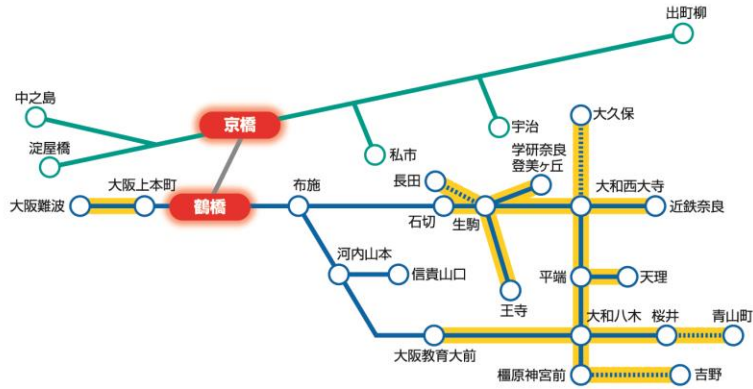 出町柳
中之島
京橋
淀屋橋
私市
宇治
大久保
学研奈良
登美ヶ丘
長田
大阪上本町
布施
大和西大寺
大阪難波
鶴橋
石切
生駒
近鉄奈良
河内山本
信貴山口
平端
天理
王寺
大和八木
桜井
青山町
大阪教育大前
橿原神宮前
吉野